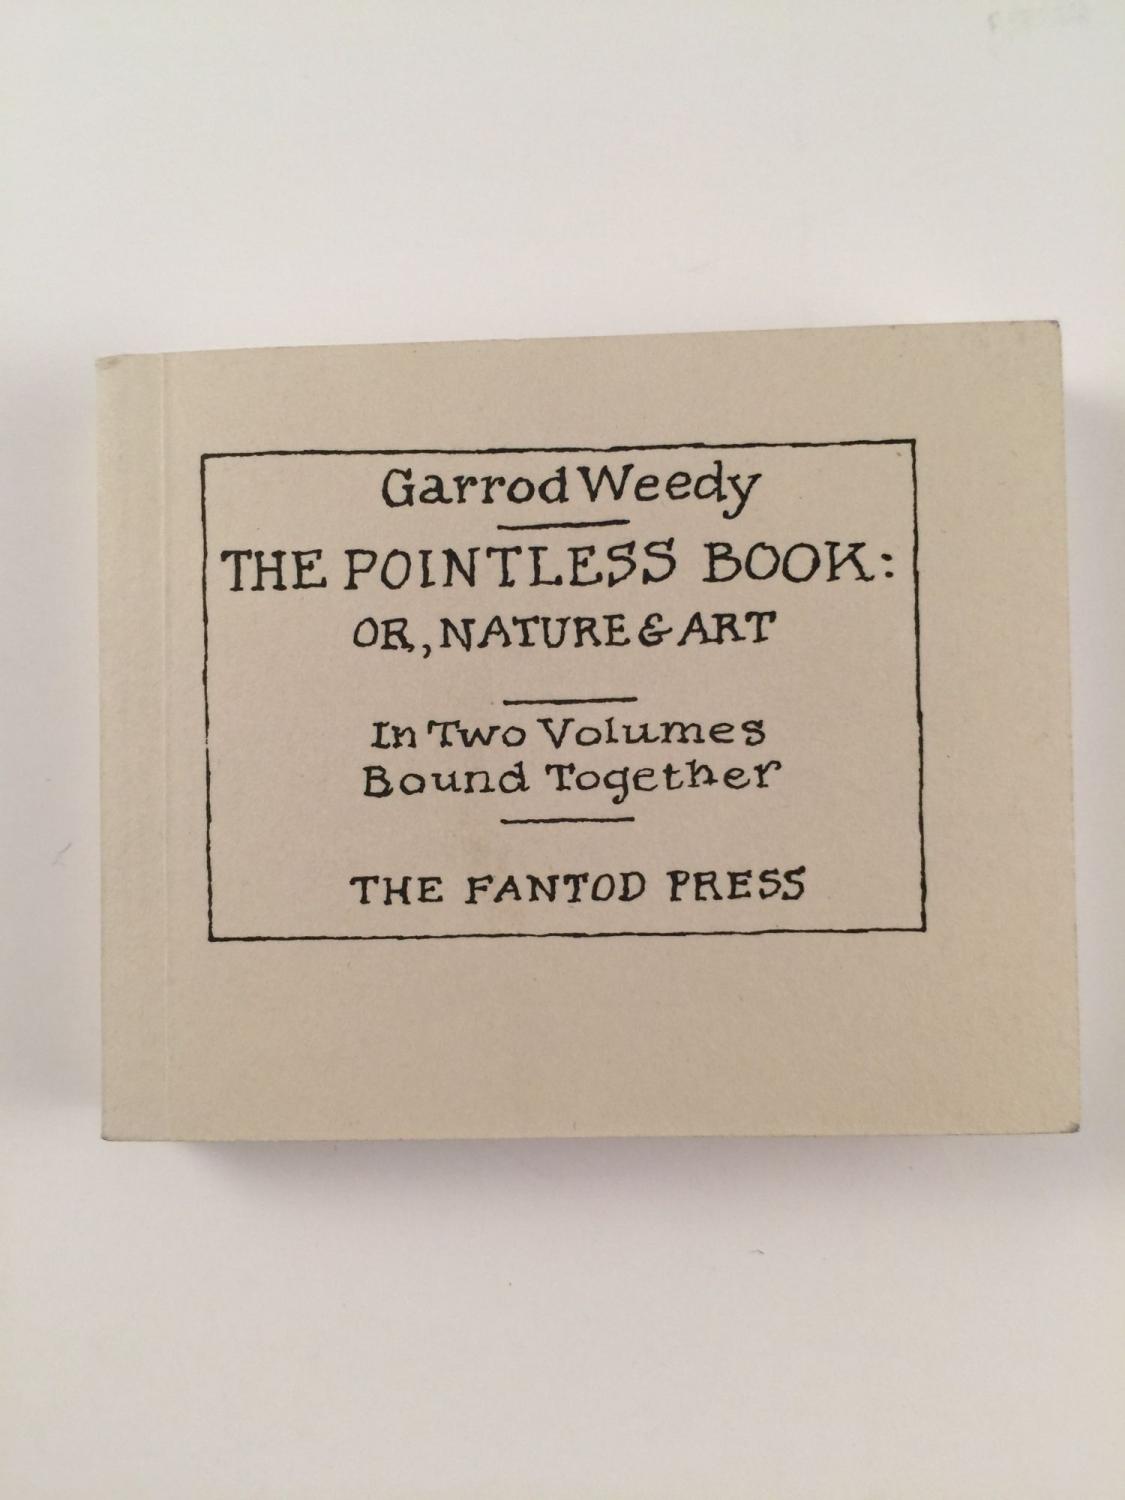 Garrod Weedy
THE POINTLESS BOOK:
OR, NATURE & ART
In Two Volumes
Bound Together
THE FANTOD PRESS